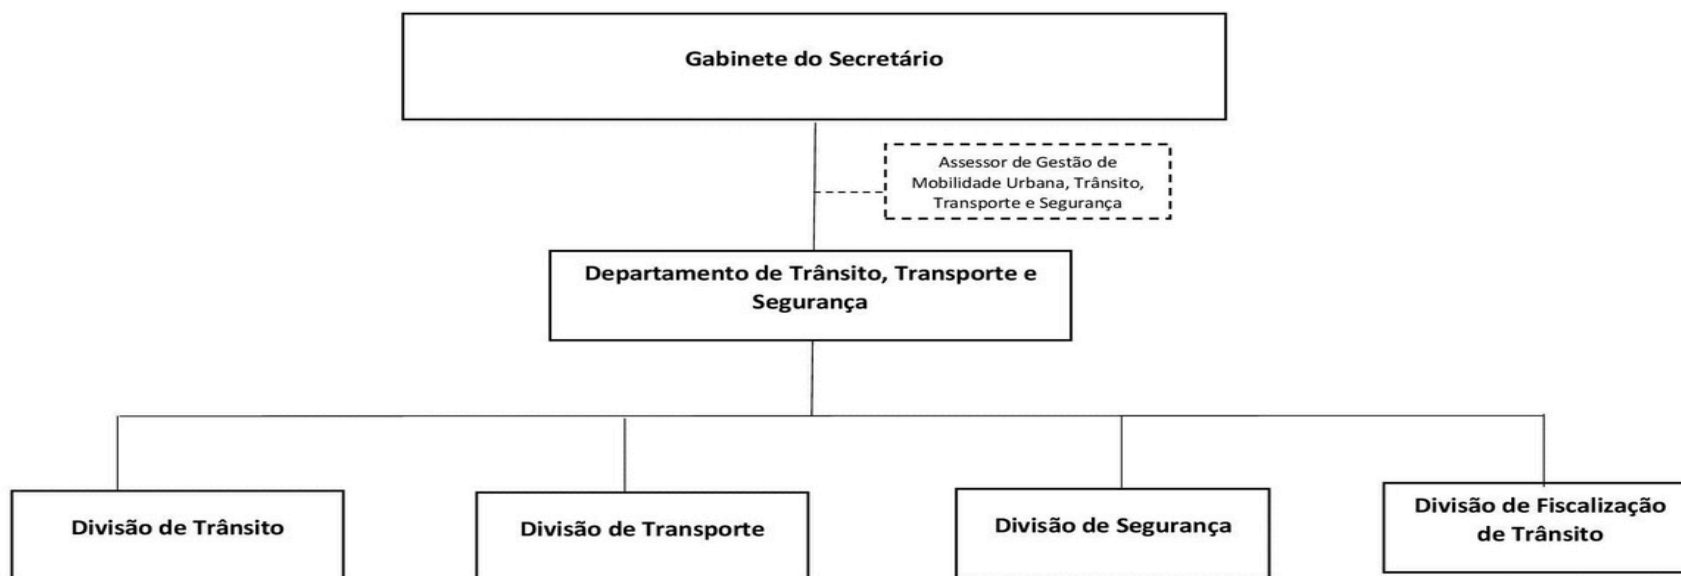 Gabinete do Secretário
Assessor de Gestão de
Mobilidade Urbana, Trânsito,
Transporte e Segurança
Departamento de Trânsito, Transporte e
Segurança
Divisão de Trânsito
Divisão de Transporte
Divisão de Segurança
Divisão de Fiscalização
de Trânsito